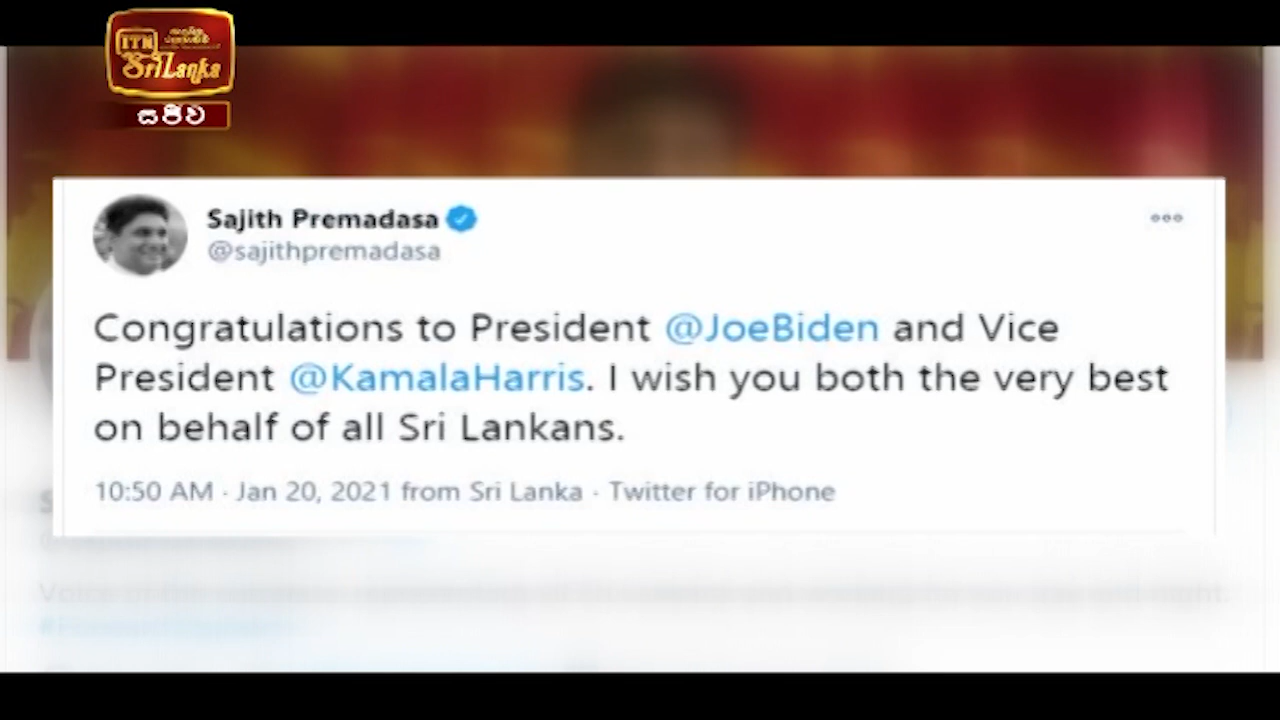 ITN
SriLanka
සජීව
Sajith Premadasa
@sajithpremadasa
Congratulations to President @JoeBiden and Vice
President @KamalaHarris. I wish you both the very best
on behalf of all Sri Lankans.
10:50 AM · Jan 20, 2021 from Sri Lanka · Twitter for iPhone